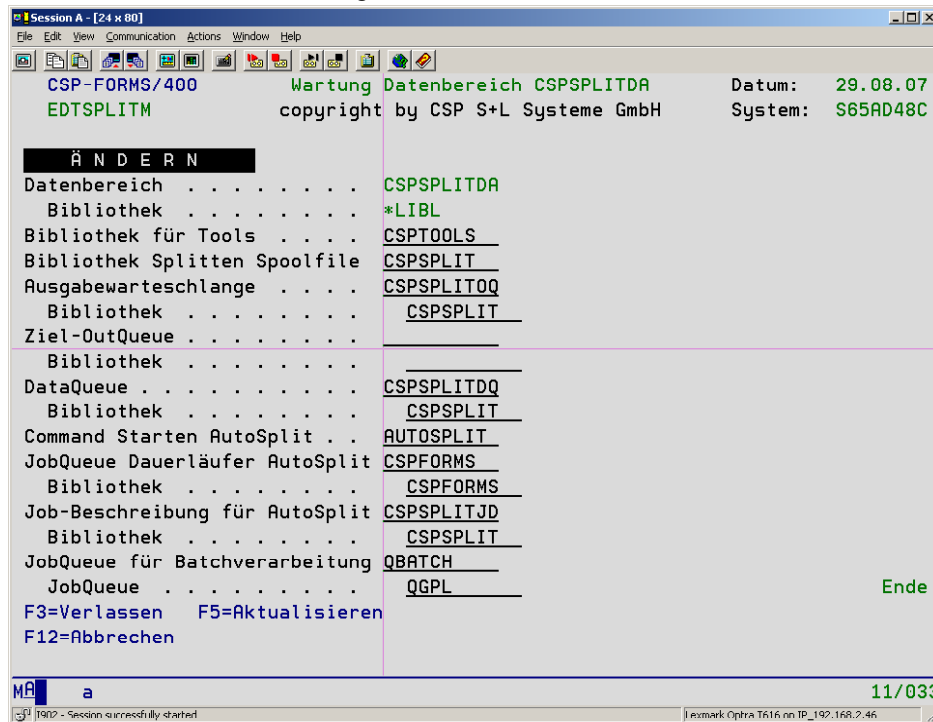 Session A - [24 x 80]
File Edit View Communication Actions Window Help
CSP-FORMS/400 Wartung Datenbereich CSPSPLITDA Datum: 29.08.07
EDTSPLITM copyright by CSP S+L Systeme GmbH System: S65AD48C
Ä N D E R N
Datenbereich . . . . . . . . CSPSPLITDA
Bibliothek . . . . . . . . *LIBL
Bibliothek für Tools . . . . CSPTOOLS
Bibliothek Splitten Spoolfile CSPSPLIT
Ausgabewarteschlange . . . . CSPSPLITOQ
Bibliothek . . . . . . . . CSPSPLIT
Ziel-OutQueue . . . . . . . .
Bibliothek . . . . . . . .
DataQueue . . . . . . . . . . CSPSPLITDQ
Bibliothek . . . . . . . . CSPSPLIT
Command Starten AutoSplit . . AUTOSPLIT
JobQueue Dauerläufer AutoSplit CSPFORMS
Bibliothek . . . . . . . . CSPFORMS
Job-Beschreibung für AutoSplit CSPSPLITJD
Bibliothek . . . . . . . . CSPSPLIT
JobQueue für Batchverarbeitung QBATCH
JobQueue . . . . . . . . . QGPL Ende
F3=Verlassen F5=Aktualisieren
F12=Abbrechen
MA a 11/033
I902 - Session successfully started Lexmark Optra T616 on IP_192.168.2.46